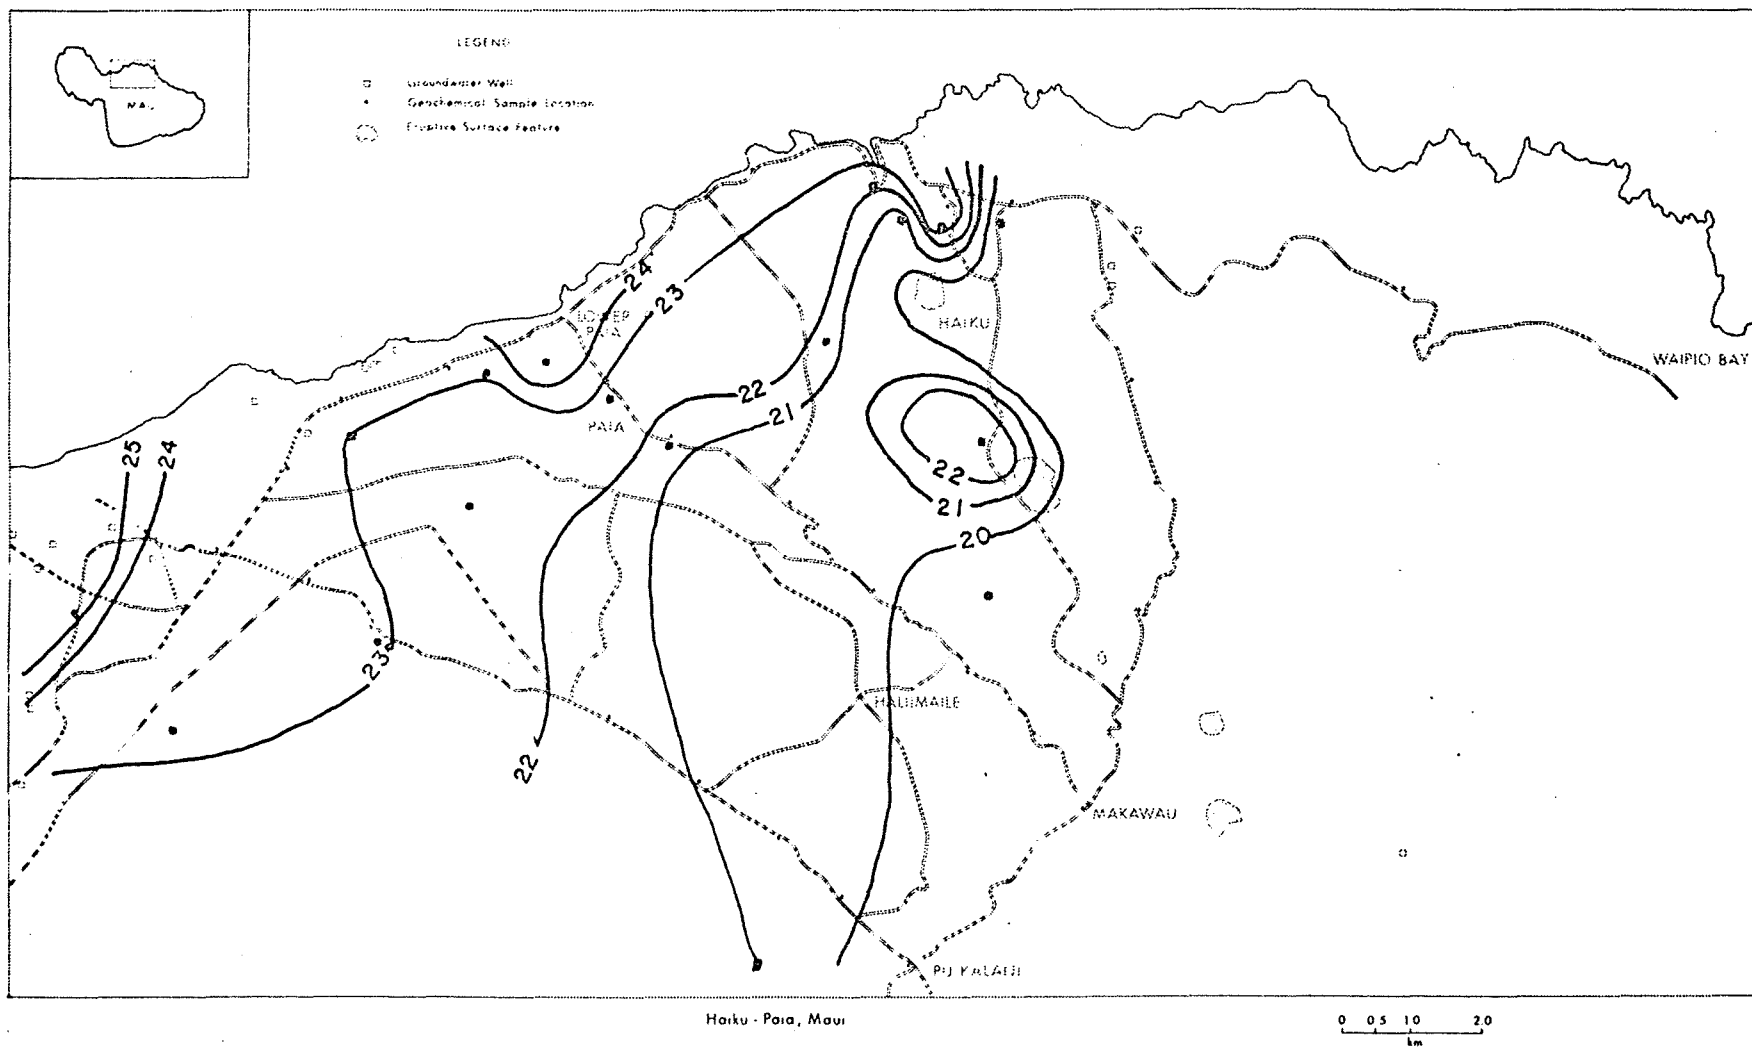 LEGEND
Groundwater Well
Geochemical Sample Location
Eruptive Surface Feature
24
LOWER
PAIA
23
HAIKU
WAIPIO BAY
22
21
PAIA
25
24
22
21
20
23
HALIIMAILE
22
MAKAWAU
Haiku - Paia, Maui
0 0.5 1.0 2.0
km